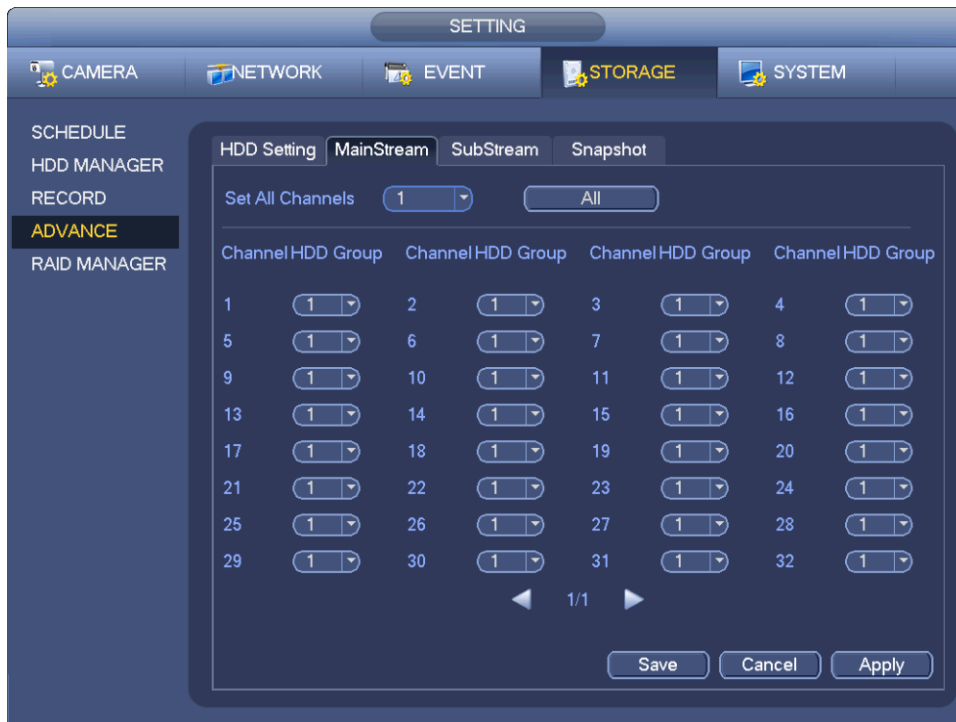 SETTING
CAMERA NETWORK EVENT STORAGE SYSTEM
SCHEDULE
HDD MANAGER
RECORD
ADVANCE
RAID MANAGER
HDD Setting MainStream SubStream Snapshot
Set All Channels 1 All
Channel HDD Group Channel HDD Group Channel HDD Group Channel HDD Group
1 1 2 1 3 1 4 1
5 1 6 1 7 1 8 1
9 1 10 1 11 1 12 1
13 1 14 1 15 1 16 1
17 1 18 1 19 1 20 1
21 1 22 1 23 1 24 1
25 1 26 1 27 1 28 1
29 1 30 1 31 1 32 1
1/1
Save Cancel Apply